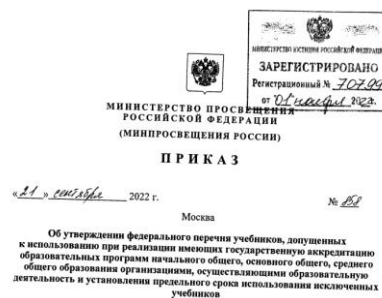 МИНИСТЕРСТВО ЮСТИЦИИ РОССИЙСКОЙ ФЕДЕРАЦИИ
ЗАРЕГИСТРИРОВАНО
Регистрационный № 70799
от "01" ноября 2022.
МИНИСТЕРСТВО ПРОСВЕЩЕНИЯ
РОССИЙСКОЙ ФЕДЕРАЦИИ
(МИНПРОСВЕЩЕНИЯ РОССИИ)
ПРИКАЗ
«21» сентября 2022 г.
№ 858
Москва
Об утверждении федерального перечня учебников, допущенных
к использованию при реализации имеющих государственную аккредитацию
образовательных программ начального общего, основного общего, среднего
общего образования организациями, осуществляющими образовательную
деятельность и установления предельного срока использования исключенных
учебников